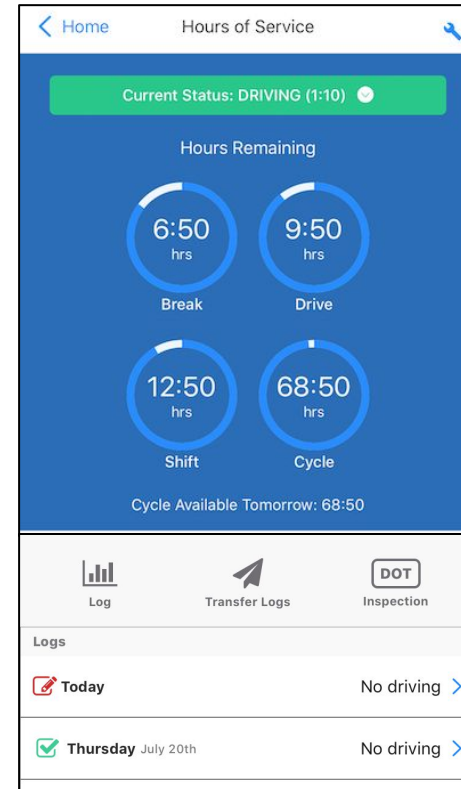 Home Hours of Service
Current Status: DRIVING (1:10)
Hours Remaining
6:50 9:50
hrs hrs
Break Drive
12:50 68:50
hrs hrs
Shift Cycle
Cycle Available Tomorrow: 68:50
DOT
Log Transfer Logs Inspection
Logs
Today No driving
Thursday July 20th No driving